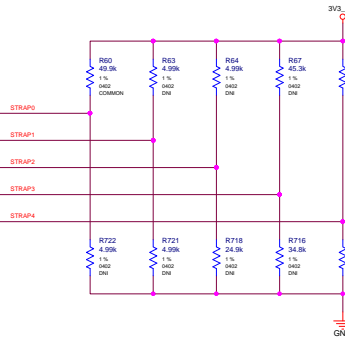 3V3_
R60
49.9k
1 %
0402
COMMON
R63
4.99k
1 %
0402
DNI
R64
4.99k
1 %
0402
DNI
R67
45.3k
1 %
0402
DNI
STRAP0
STRAP1
STRAP2
STRAP3
STRAP4
R722
4.99k
1 %
0402
DNI
R721
4.99k
1 %
0402
DNI
R718
24.9k
1 %
0402
DNI
R716
34.8k
1 %
0402
DNI
GN